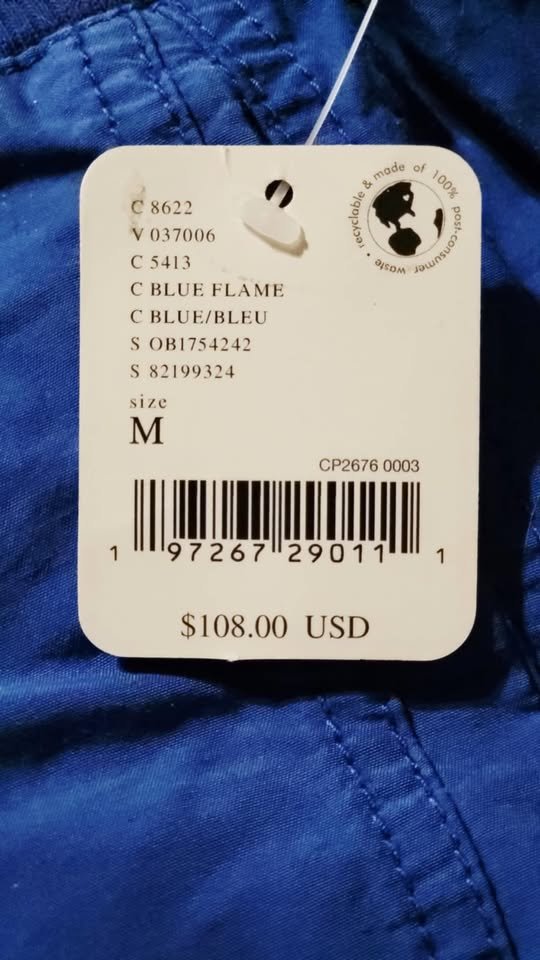 C 8622
V 037006
C 5413
C BLUE FLAME
C BLUE/BLEU
S OB1754242
S 82199324
size
M
recyclable & made of 100% post-consumer waste •
CP2676 0003
1 97267 29011 1
$108.00 USD